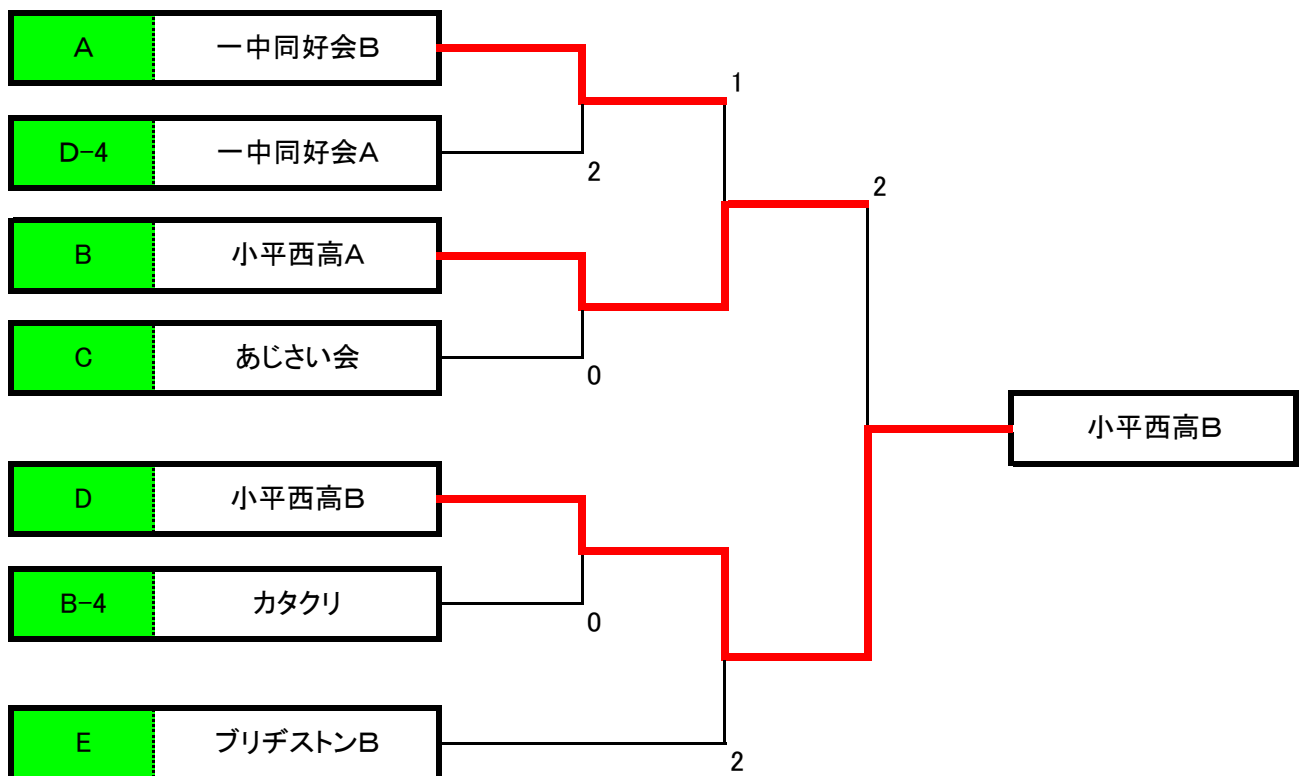 A 一中同好会B
1
D-4 一中同好会A
2
2
B 小平西高A
C あじさい会
0
小平西高B
D 小平西高B
B-4 カタクリ
0
E ブリヂストンB
2